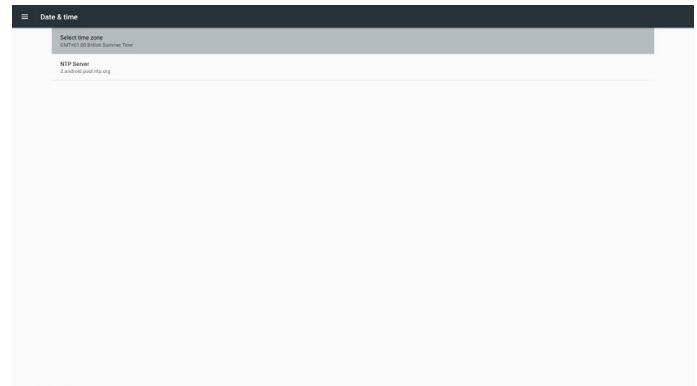 Date & time
Select time zone
GMT+01:00 British Summer Time
NTP Server
2.android.pool.ntp.org